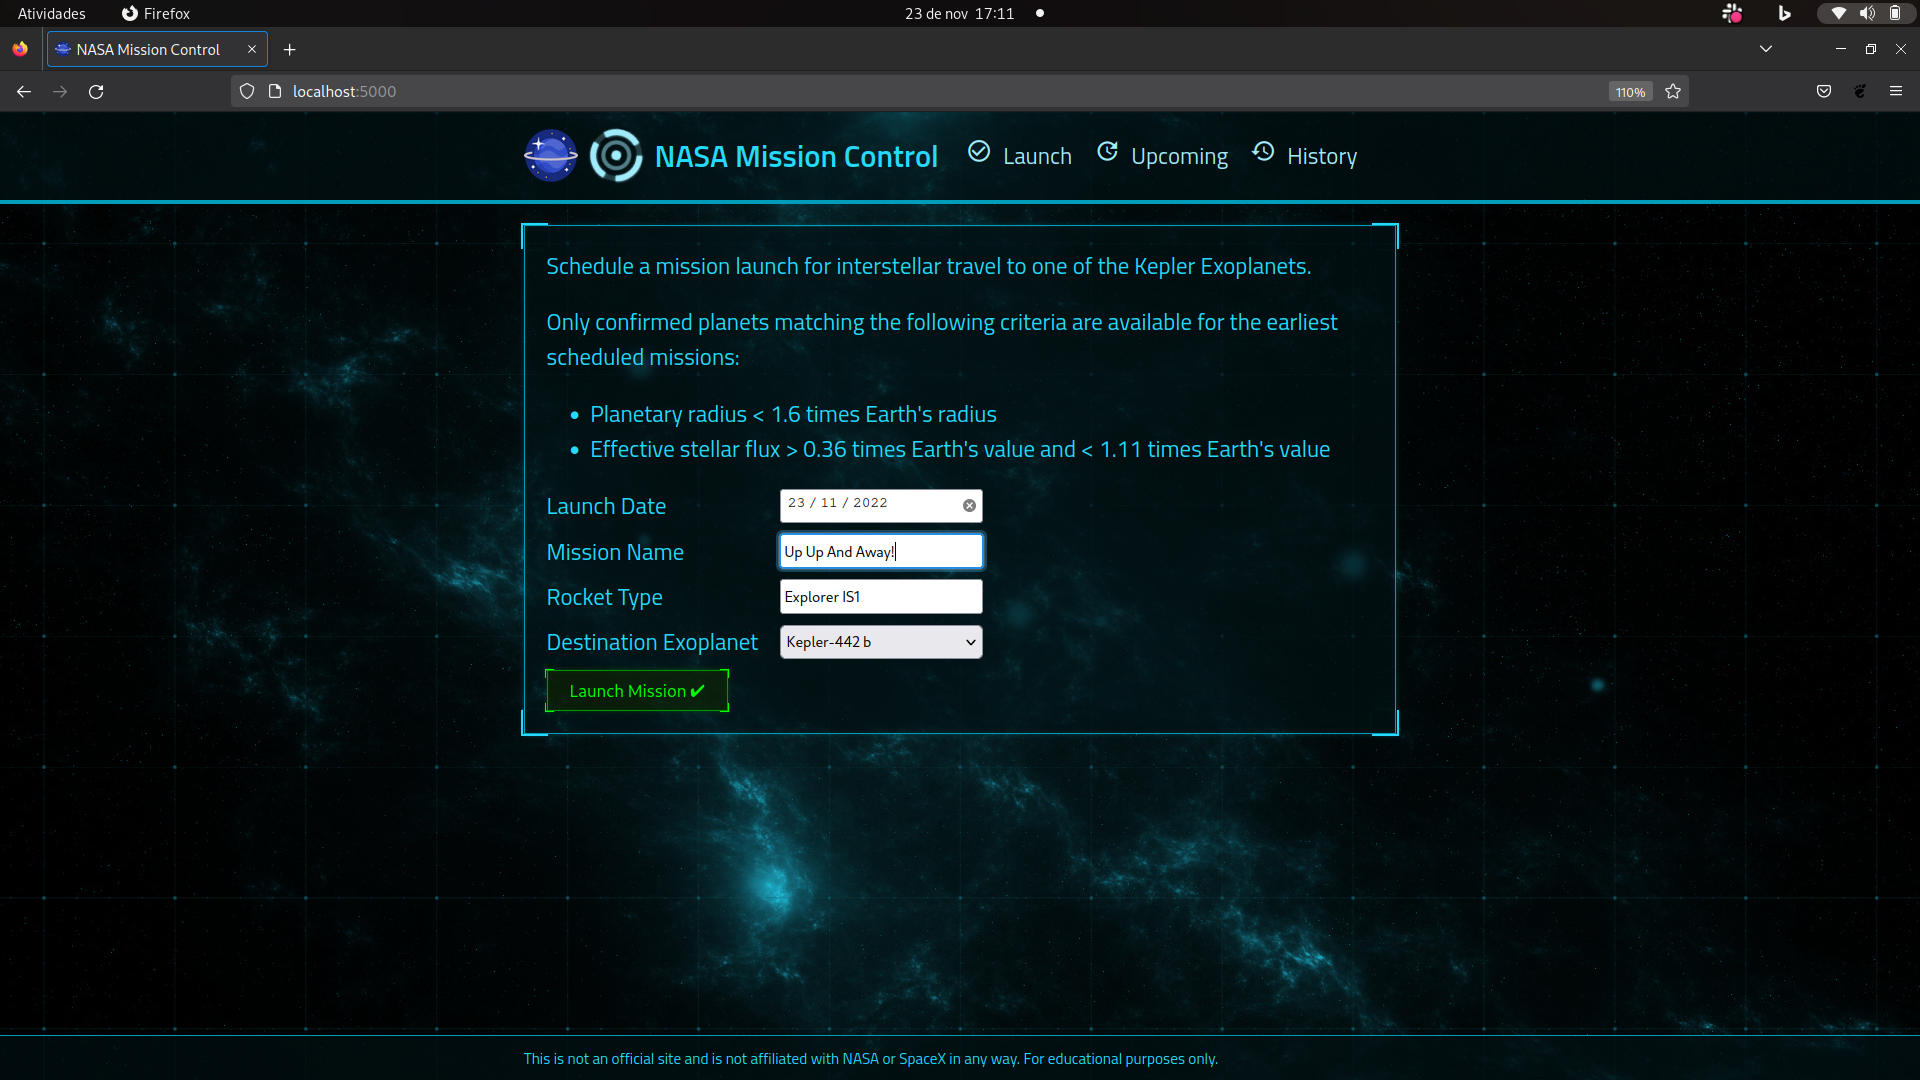 Atividades Firefox 23 de nov 17:11
NASA Mission Control
localhost:5000 110%
NASA Mission Control Launch Upcoming History
Schedule a mission launch for interstellar travel to one of the Kepler Exoplanets.
Only confirmed planets matching the following criteria are available for the earliest
scheduled missions:
• Planetary radius < 1.6 times Earth's radius
• Effective stellar flux > 0.36 times Earth's value and < 1.11 times Earth's value
Launch Date 23 / 11 / 2022
Mission Name Up Up And Away!
Rocket Type Explorer IS1
Destination Exoplanet Kepler-442 b
Launch Mission ✔
This is not an official site and is not affiliated with NASA or SpaceX in any way. For educational purposes only.